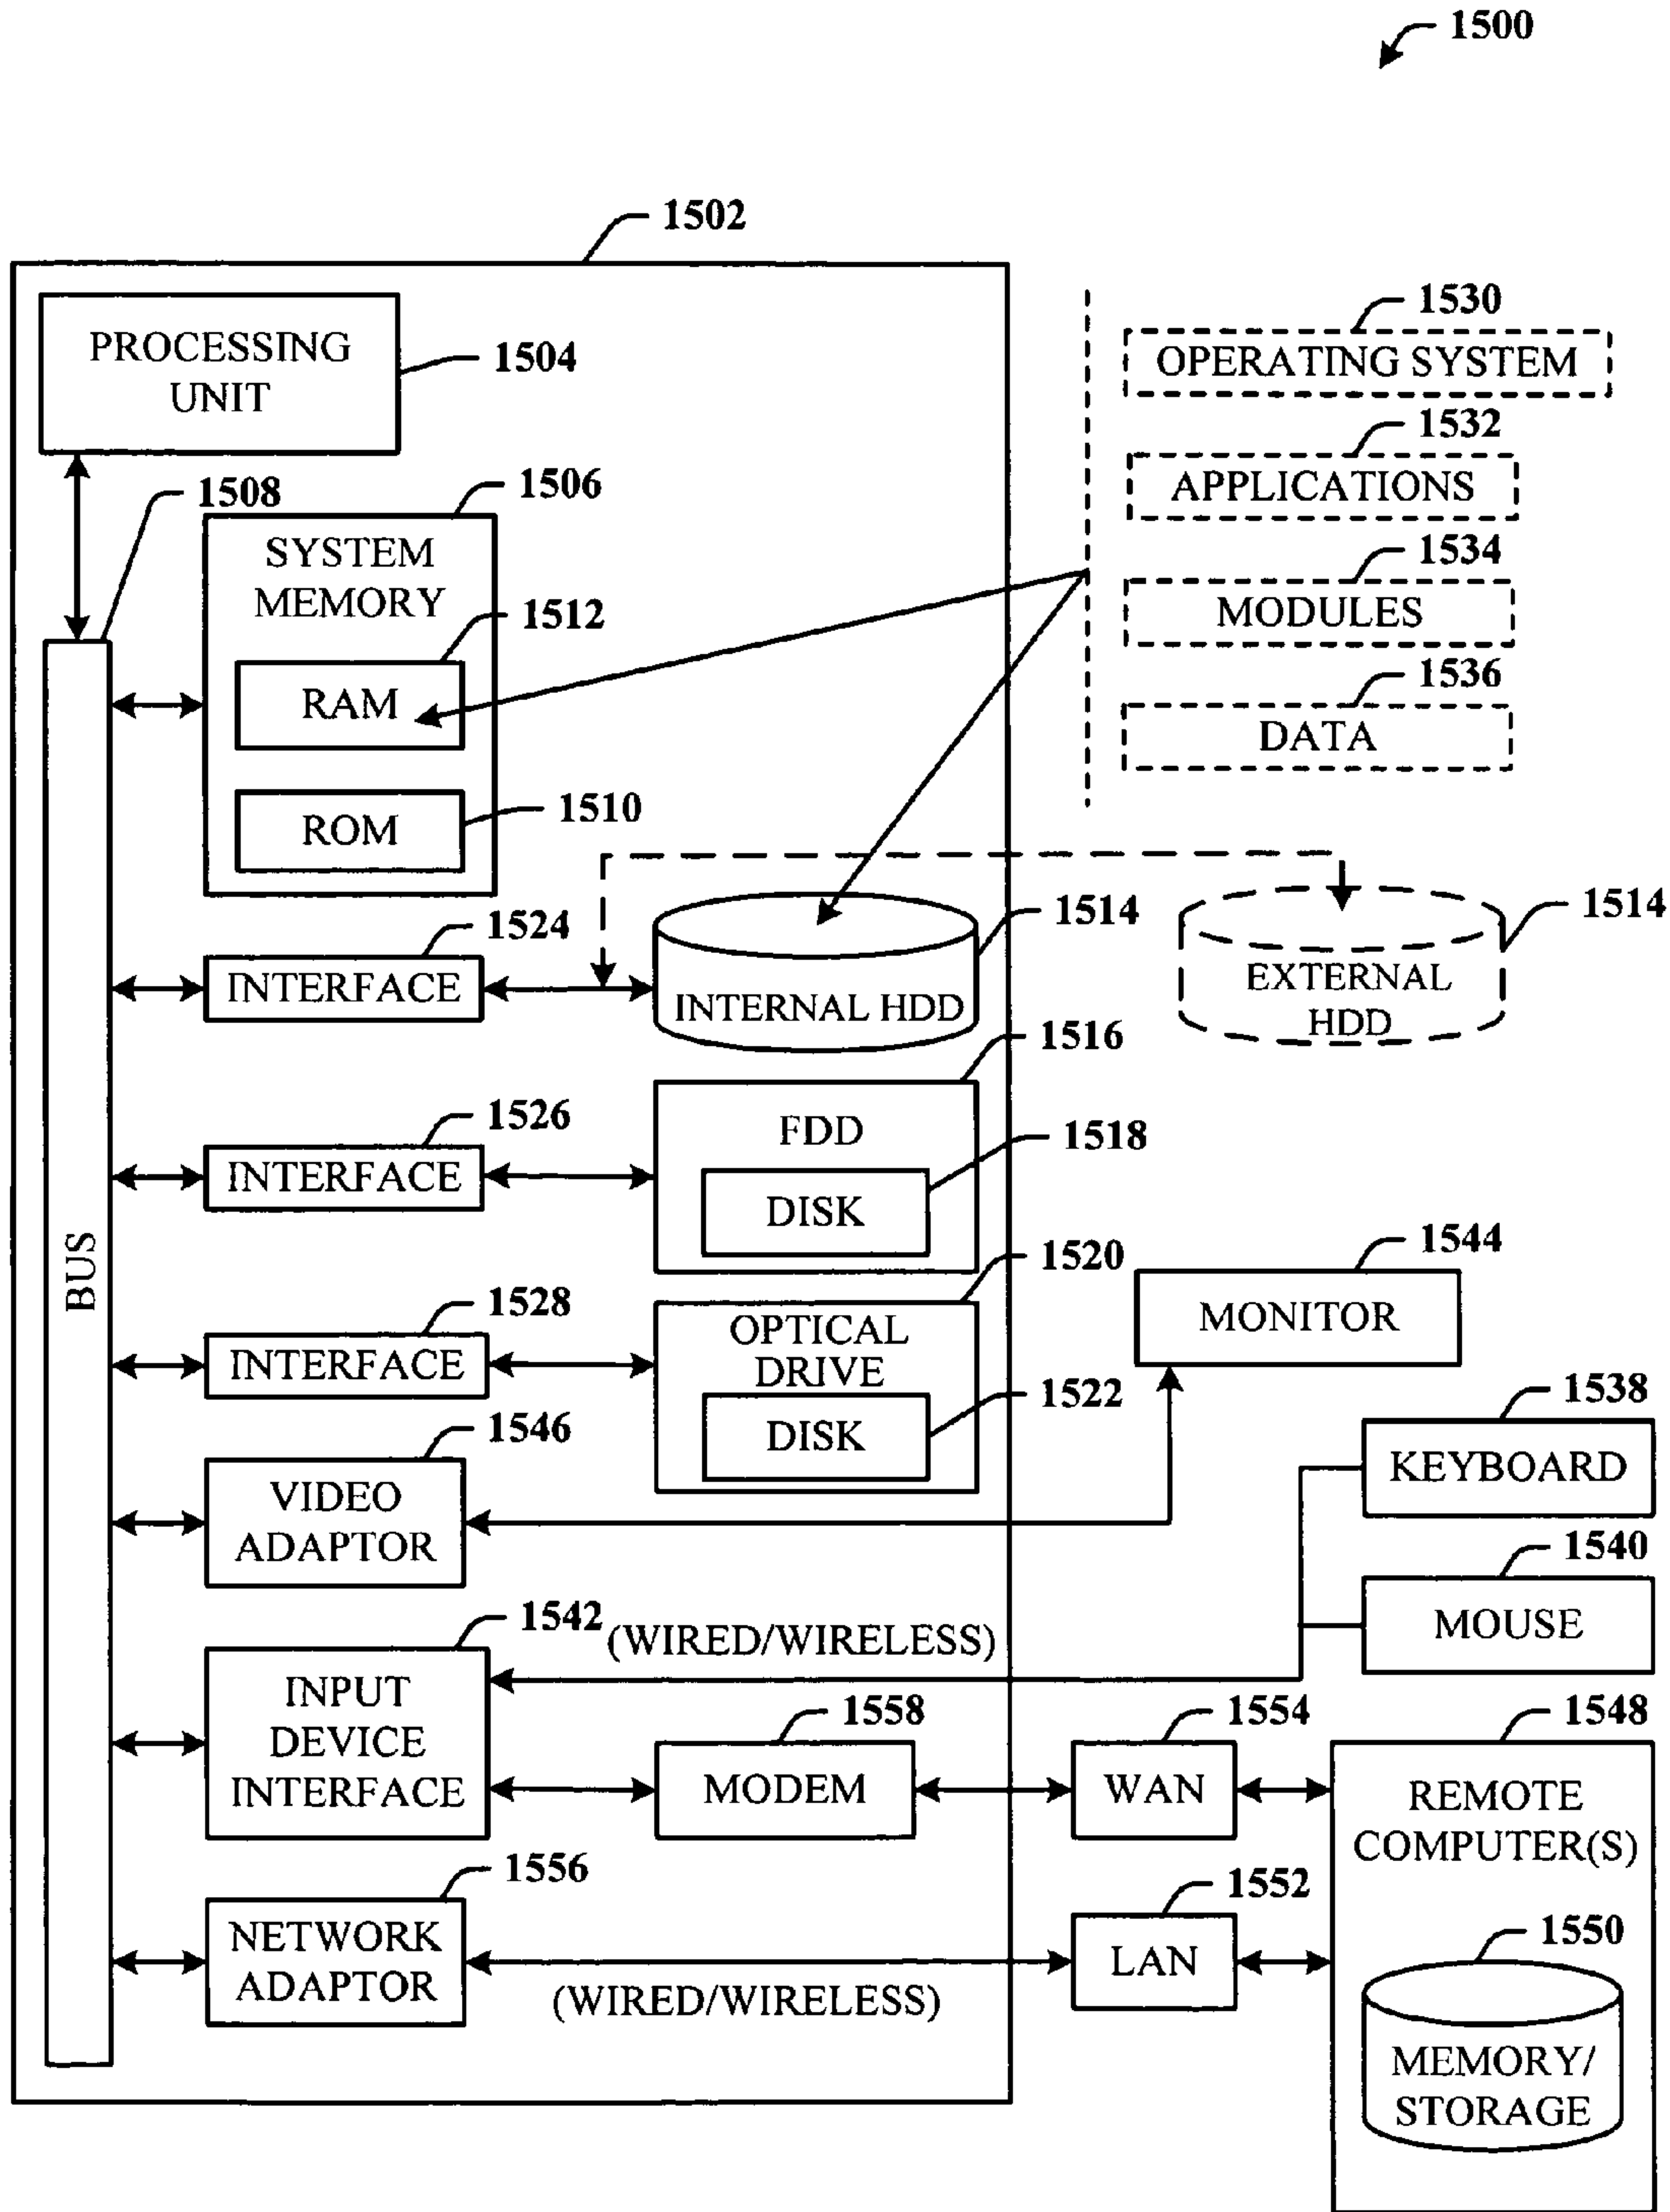 1500
1502
PROCESSING
UNIT
1504
1530
OPERATING SYSTEM
1532
APPLICATIONS
1534
MODULES
1536
DATA
1508
1506
SYSTEM
MEMORY
1512
RAM
1510
ROM
BUS
1524
INTERFACE
1514
INTERNAL HDD
1514
EXTERNAL
HDD
1516
FDD
1526
INTERFACE
1518
DISK
1520
OPTICAL
DRIVE
1528
INTERFACE
1522
DISK
1544
MONITOR
1546
VIDEO
ADAPTOR
1538
KEYBOARD
1540
MOUSE
1542
(WIRED/WIRELESS)
INPUT
DEVICE
INTERFACE
1558
MODEM
1554
WAN
1548
REMOTE
COMPUTER(S)
1556
NETWORK
ADAPTOR
(WIRED/WIRELESS)
1552
LAN
1550
MEMORY/
STORAGE